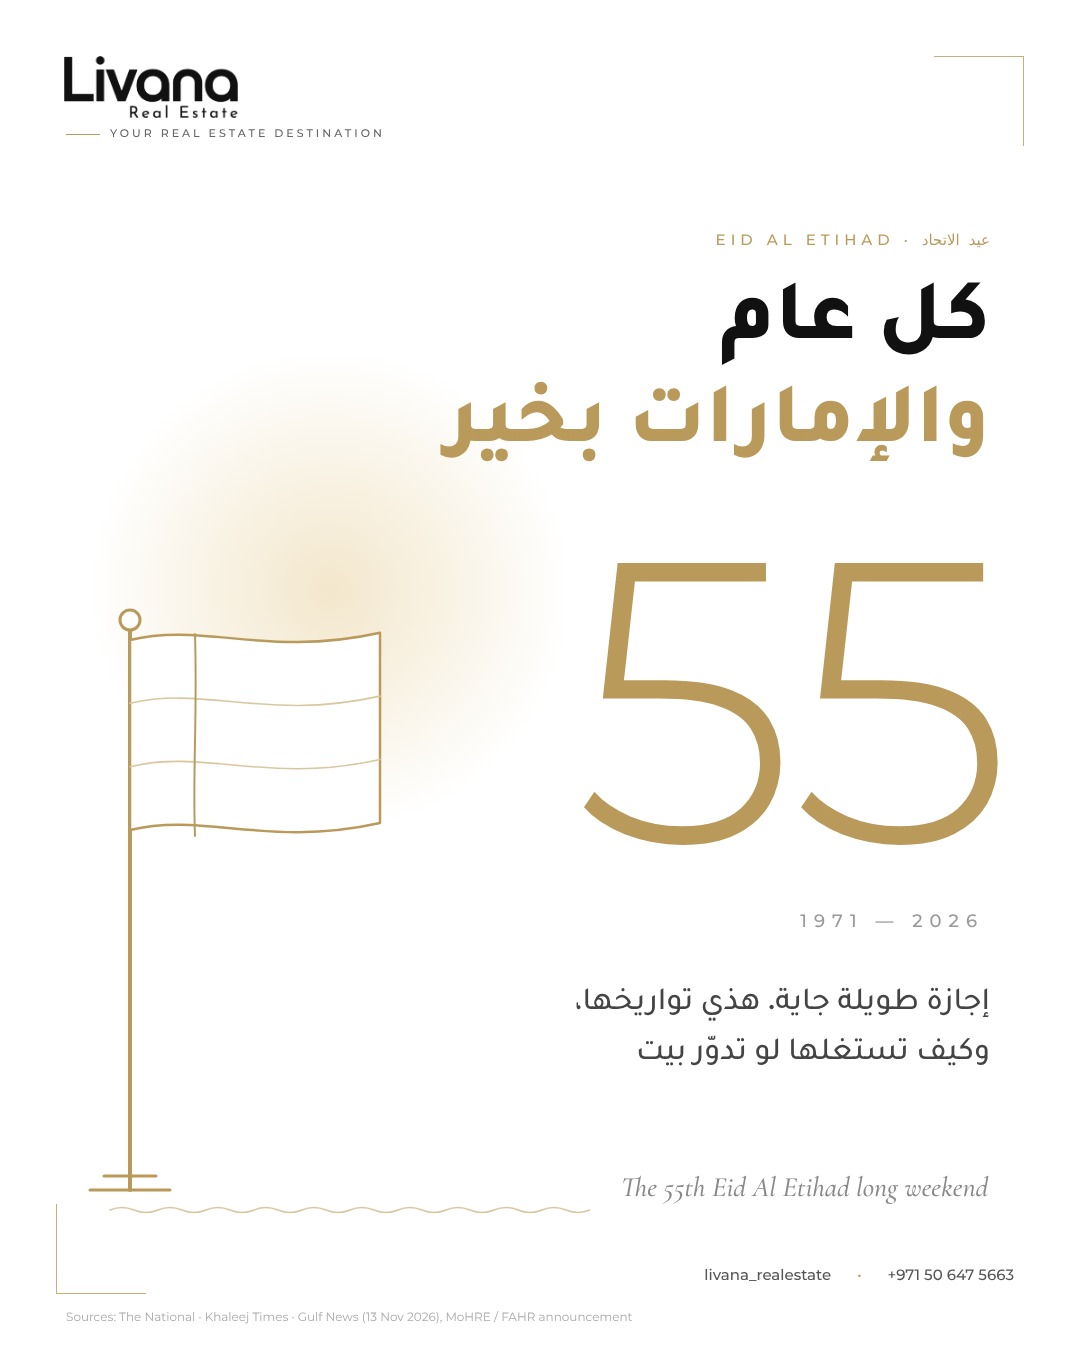 Livana
Real Estate
YOUR REAL ESTATE DESTINATION
EID AL ETIHAD · عيد الاتحاد
كل عام
والإمارات بخير
55
1971 — 2026
إجازة طويلة جاية. هذي تواريخها،
وكيف تستغلها لو تدوّر بيت
The 55th Eid Al Etihad long weekend
livana_realestate · +971 50 647 5663
Sources: The National · Khaleej Times · Gulf News (13 Nov 2026), MoHRE / FAHR announcement